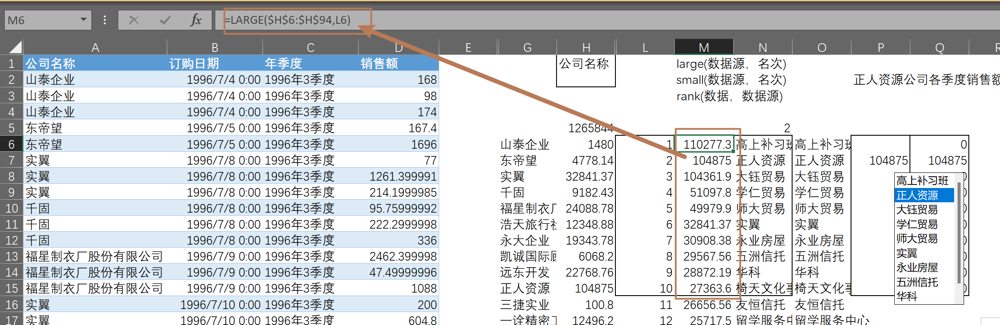 M6 fx =LARGE($H$6:$H$94,L6)
A B C D E G H L M N O P Q R
1 公司名称 订购日期 年季度 销售额 公司名称 large(数据源，名次)
2 山泰企业 1996/7/4 0:00 1996年3季度 168 small(数据源，名次) 正人资源公司各季度销售额
3 山泰企业 1996/7/4 0:00 1996年3季度 98 rank(数据，数据源)
4 山泰企业 1996/7/4 0:00 1996年3季度 174
5 东帝望 1996/7/5 0:00 1996年3季度 167.4 1265844 2
6 东帝望 1996/7/5 0:00 1996年3季度 1696 山泰企业 1480 1 110277.3 高上补习班 高上补习班 0
7 实翼 1996/7/8 0:00 1996年3季度 77 东帝望 4778.14 2 104875 正人资源 正人资源 104875 104875
8 实翼 1996/7/8 0:00 1996年3季度 1261.399991 实翼 32841.37 3 104361.9 大钰贸易 大钰贸易 高上补习班
9 实翼 1996/7/8 0:00 1996年3季度 214.1999985 千固 9182.43 4 51097.8 学仁贸易 学仁贸易 正人资源
10 千固 1996/7/8 0:00 1996年3季度 95.75999992 福星制衣厂 24088.78 5 49979.9 师大贸易 师大贸易 大钰贸易
11 千固 1996/7/8 0:00 1996年3季度 222.2999998 浩天旅行社 12348.88 6 32841.37 实翼 实翼 学仁贸易
12 千固 1996/7/8 0:00 1996年3季度 336 永大企业 19343.78 7 30908.38 永业房屋 永业房屋 师大贸易
13 福星制衣厂股份有限公司 1996/7/9 0:00 1996年3季度 2462.399998 凯诚国际顾 6068.2 8 29567.56 五洲信托 五洲信托 实翼
14 福星制衣厂股份有限公司 1996/7/9 0:00 1996年3季度 47.49999996 远东开发 22768.76 9 28872.19 华科 华科 永业房屋
15 福星制衣厂股份有限公司 1996/7/9 0:00 1996年3季度 1088 正人资源 104875 10 27363.6 椅天文化事 椅天文化事 五洲信托
16 实翼 1996/7/10 0:00 1996年3季度 200 三捷实业 100.8 11 26656.56 友恒信托 友恒信托 华科
17 实翼 1996/7/10 0:00 1996年3季度 604.8 一诠精密工 12496.2 12 25717.5 留学服务中 留学服务中心